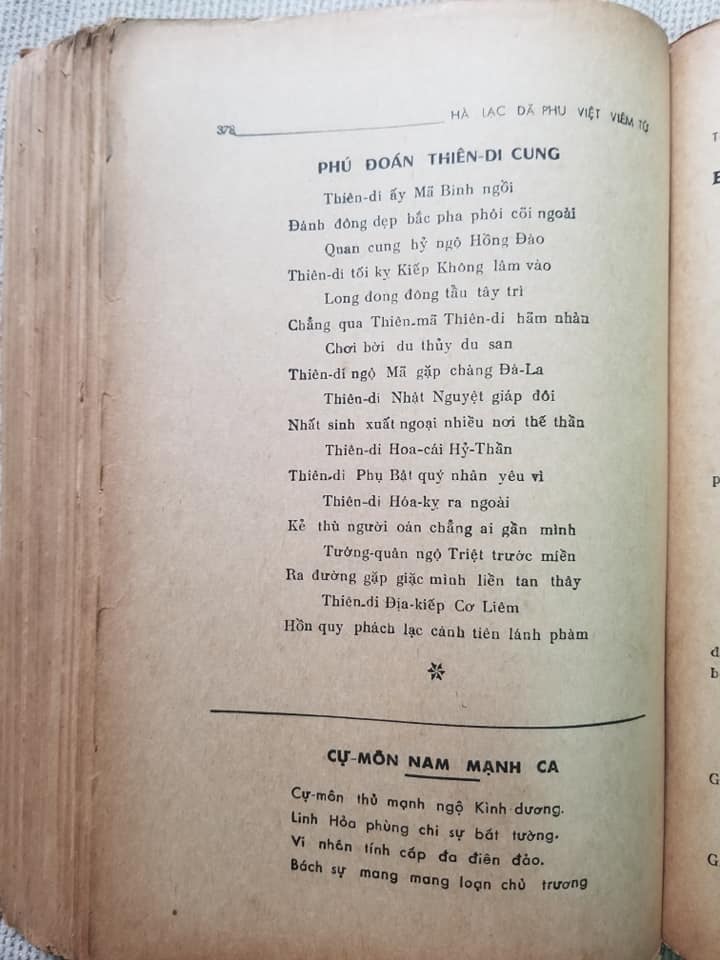 378
HÀ LẠC DÃ PHU VIỆT VIÊM TỬ
PHÚ ĐOÁN THIÊN-DI CUNG
Thiên-di ấy Mã Binh ngồi
Đánh đông dẹp bắc pha phôi cõi ngoài
Quan cung hỷ ngộ Hồng Đào
Thiên-di tối kỵ Kiếp Không lâm vào
Long dong đông tầu tây trì
Chẳng qua Thiên-mã Thiên-di hãm nhàn
Chơi bời du thủy du san
Thiên-di ngộ Mã gặp chàng Đà-La
Thiên-di Nhật Nguyệt giáp đôi
Nhất sinh xuất ngoại nhiều nơi thế thần
Thiên-di Hoa-cái Hỷ-Thần
Thiên-di Phụ Bật quý nhân yêu vì
Thiên-di Hóa-kỵ ra ngoài
Kẻ thù người oán chẳng ai gần mình
Tướng-quân ngộ Triệt trước miền
Ra đường gặp giặc mình liền tan thây
Thiên-di Địa-kiếp Cơ Liêm
Hồn quy phách lạc cảnh tiên lánh phàm
CỰ-MÔN NAM MẠNH CA
Cự-môn thủ mạnh ngộ Kình dương.
Linh Hỏa phùng chi sự bất tường.
Vi nhân tính cấp đa điên đảo.
Bách sự mang mang loạn chủ trương
T
p
đ
b
G
G